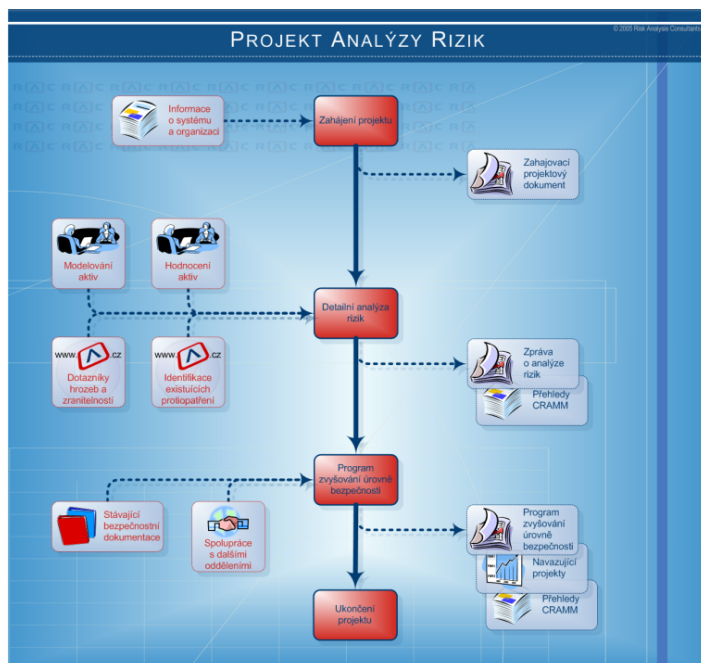 © 2005 Risk Analysis Consultants
PROJEKT ANALÝZY RIZIK
Informace
o systému
a organizaci
Zahájení projektu
Zahajovací
projektový
dokument
Modelování
aktiv
Hodnocení
aktiv
Detailní analýza
rizik
www. .cz
Dotazníky
hrozeb a
zranitelností
www. .cz
Identifikace
existuících
protiopatření
Zpráva
o analýze
rizik
Přehledy
CRAMM
Program
zvyšování úrovně
bezpečnosti
Stávající
bezpečnostní
dokumentace
Spolupráce
s dalšími
odděleními
Program
zvyšování
úrovně
bezpečnosti
Navazující
projekty
Přehledy
CRAMM
Ukončení
projektu